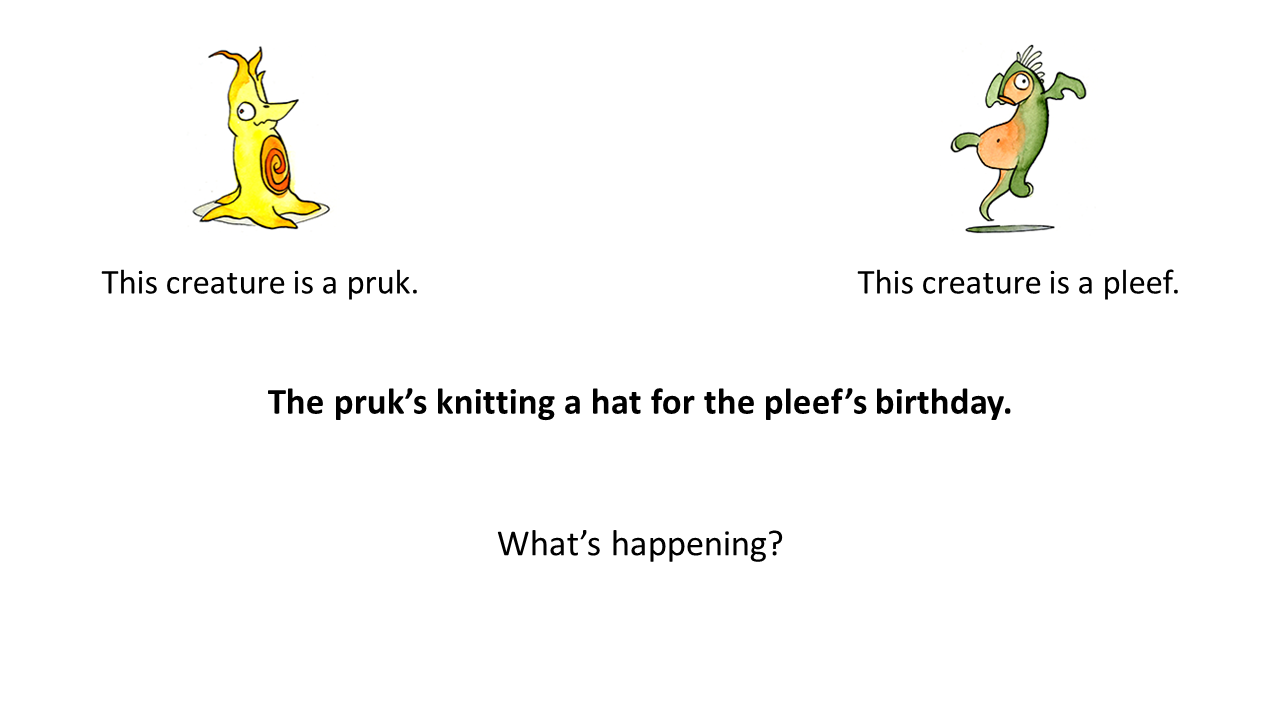 This creature is a pruk.
This creature is a pleef.
The pruk’s knitting a hat for the pleef’s birthday.
What’s happening?